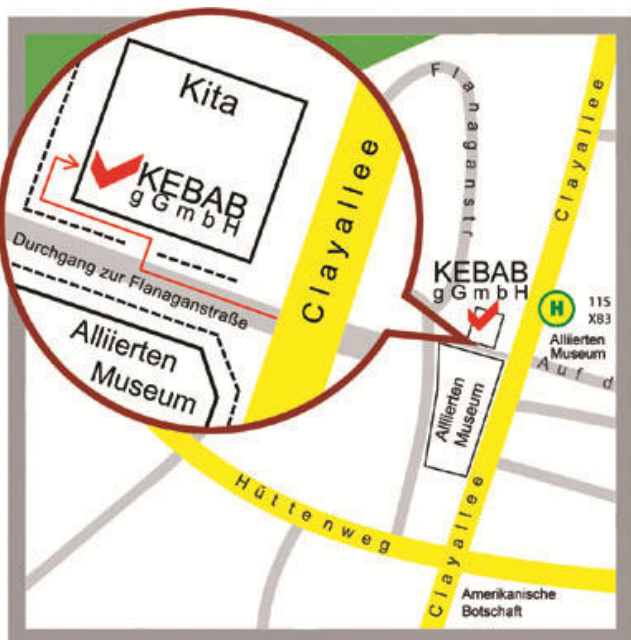 Kita
KEBAB
gGmbH
Durchgang zur Flanaganstraße
Alliierten
Museum
Clayallee
Flanaganstr
Clayallee
KEBAB
gGmbH
H
115
X83
Alliierten
Museum
Auf d
Alliierten
Museum
Hüttenweg
Clayallee
Amerikanische
Botschaft